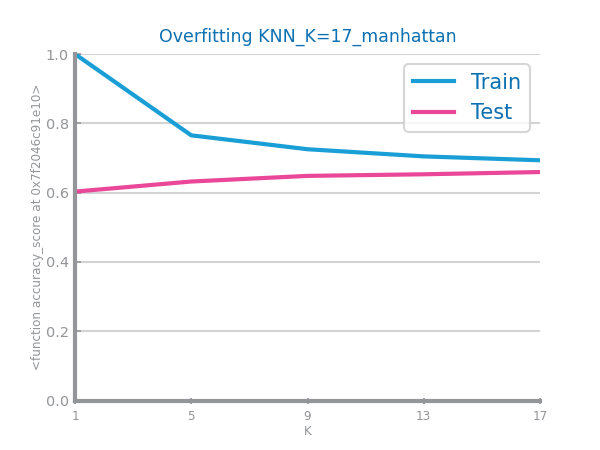 Overfitting KNN_K=17_manhattan
<function accuracy_score at 0x7f2046c91e10>
1.0
0.8
0.6
0.4
0.2
0.0
Train
Test
1 5 9 13 17
K